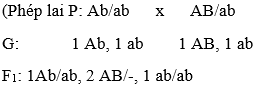 (Phép lai P: Ab/ab x AB/ab
G: 1 Ab, 1 ab 1 AB, 1 ab
F₁: 1Ab/ab, 2 AB/-, 1 ab/ab